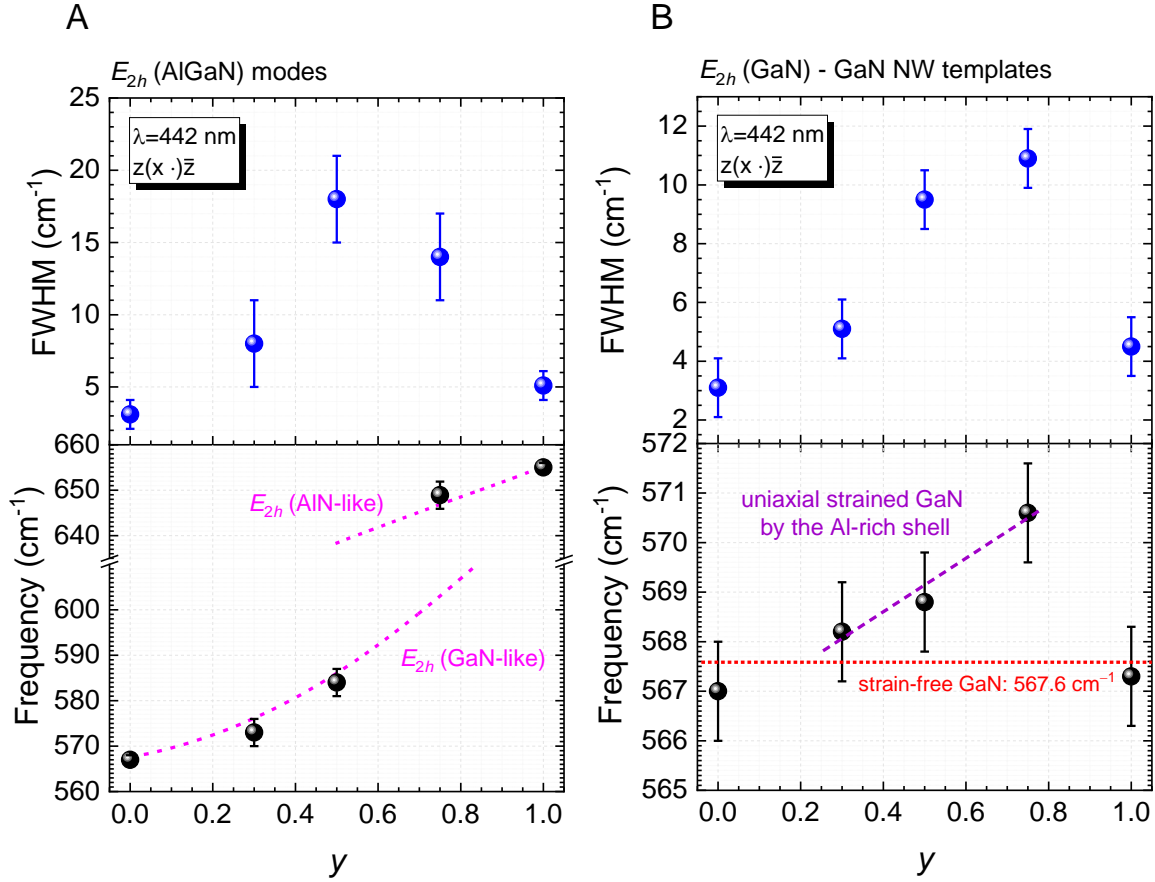 A
E2h (AlGaN) modes
λ=442 nm
z(x ·)z̄
FWHM (cm⁻¹)
25
20
15
10
5
660
650
640
600
590
580
570
560
Frequency (cm⁻¹)
E2h (AlN-like)
E2h (GaN-like)
0.0 0.2 0.4 0.6 0.8 1.0
y
B
E2h (GaN) - GaN NW templates
λ=442 nm
z(x ·)z̄
FWHM (cm⁻¹)
12
10
8
6
4
2
572
571
570
569
568
567
566
565
Frequency (cm⁻¹)
uniaxial strained GaN
by the Al-rich shell
strain-free GaN: 567.6 cm⁻¹
0.0 0.2 0.4 0.6 0.8 1.0
y